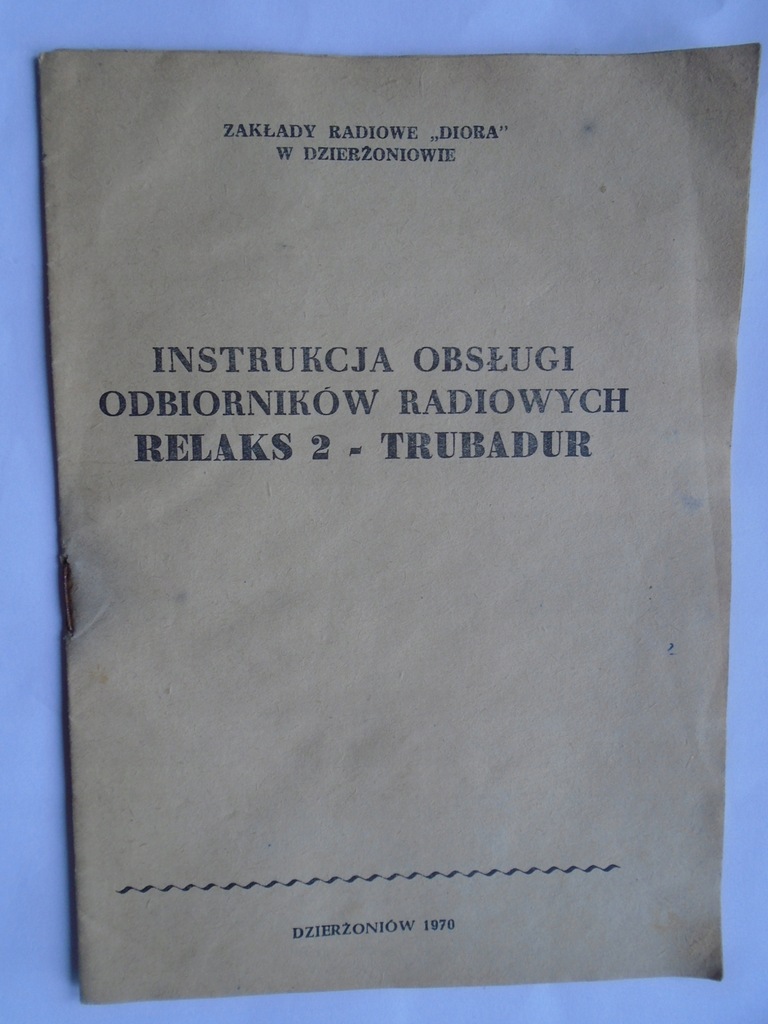 ZAKŁADY RADIOWE „DIORA”
W DZIERŻONIOWIE
INSTRUKCJA OBSŁUGI
ODBIORNIKÓW RADIOWYCH
RELAKS 2 - TRUBADUR
DZIERŻONIÓW 1970